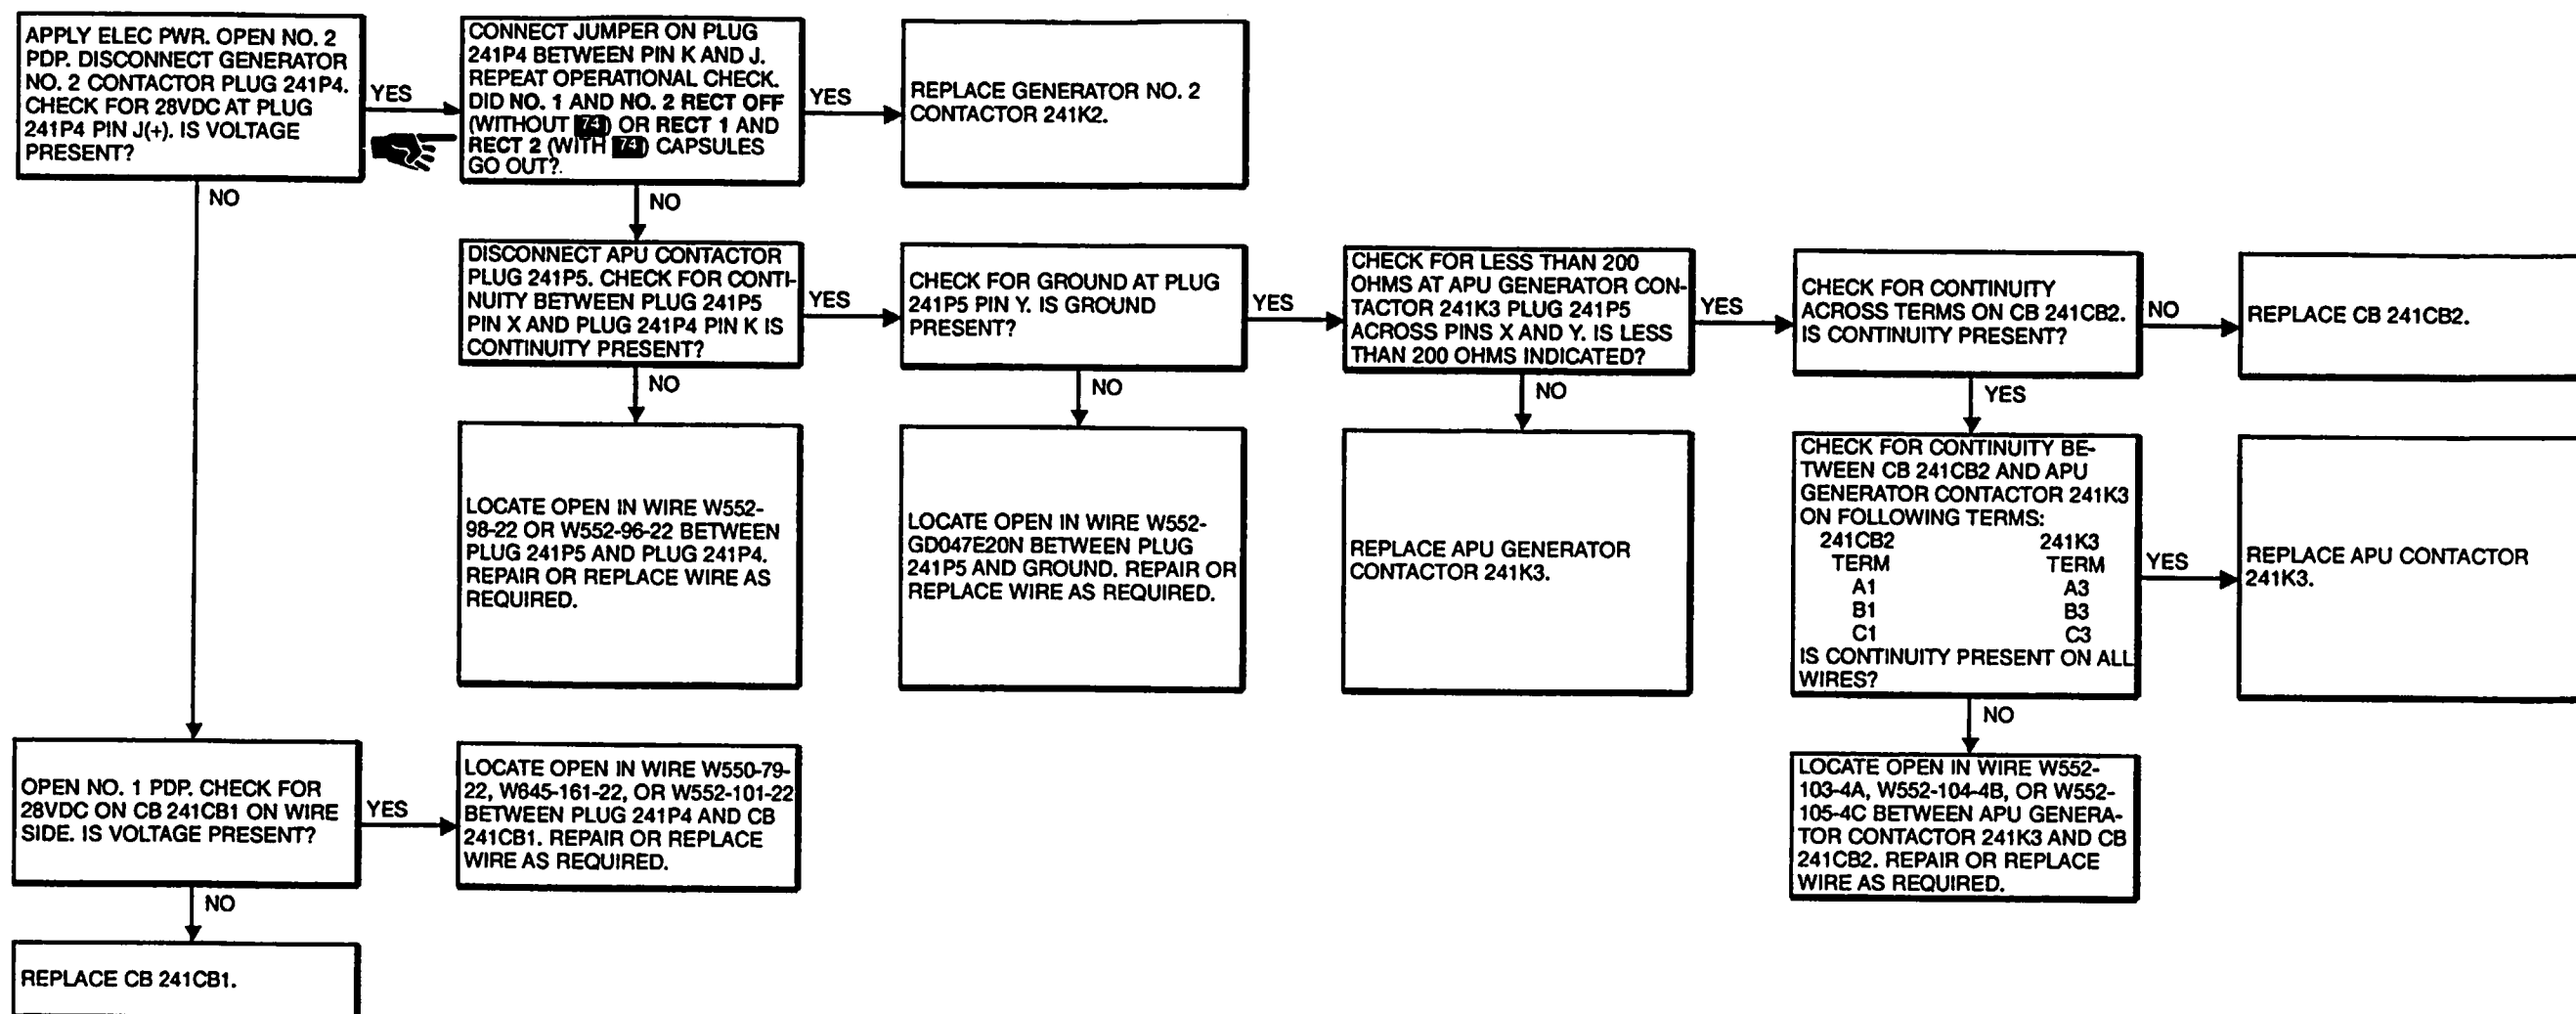 APPLY ELEC PWR. OPEN NO. 2
PDP. DISCONNECT GENERATOR
NO. 2 CONTACTOR PLUG 241P4.
CHECK FOR 28VDC AT PLUG
241P4 PIN J(+). IS VOLTAGE
PRESENT?
YES
NO
CONNECT JUMPER ON PLUG
241P4 BETWEEN PIN K AND J.
REPEAT OPERATIONAL CHECK.
DID NO. 1 AND NO. 2 RECT OFF
(WITHOUT 74) OR RECT 1 AND
RECT 2 (WITH 74) CAPSULES
GO OUT?
YES
NO
REPLACE GENERATOR NO. 2
CONTACTOR 241K2.
DISCONNECT APU CONTACTOR
PLUG 241P5. CHECK FOR CONTI-
NUITY BETWEEN PLUG 241P5
PIN X AND PLUG 241P4 PIN K IS
CONTINUITY PRESENT?
YES
NO
CHECK FOR GROUND AT PLUG
241P5 PIN Y. IS GROUND
PRESENT?
YES
NO
CHECK FOR LESS THAN 200
OHMS AT APU GENERATOR CON-
TACTOR 241K3 PLUG 241P5
ACROSS PINS X AND Y. IS LESS
THAN 200 OHMS INDICATED?
YES
NO
CHECK FOR CONTINUITY
ACROSS TERMS ON CB 241CB2.
IS CONTINUITY PRESENT?
NO
YES
REPLACE CB 241CB2.
LOCATE OPEN IN WIRE W552-
98-22 OR W552-96-22 BETWEEN
PLUG 241P5 AND PLUG 241P4.
REPAIR OR REPLACE WIRE AS
REQUIRED.
LOCATE OPEN IN WIRE W552-
GD047E20N BETWEEN PLUG
241P5 AND GROUND. REPAIR OR
REPLACE WIRE AS REQUIRED.
REPLACE APU GENERATOR
CONTACTOR 241K3.
CHECK FOR CONTINUITY BE-
TWEEN CB 241CB2 AND APU
GENERATOR CONTACTOR 241K3
ON FOLLOWING TERMS:
241CB2 241K3
TERM TERM
A1 A3
B1 B3
C1 C3
IS CONTINUITY PRESENT ON ALL
WIRES?
YES
NO
REPLACE APU CONTACTOR
241K3.
OPEN NO. 1 PDP. CHECK FOR
28VDC ON CB 241CB1 ON WIRE
SIDE. IS VOLTAGE PRESENT?
YES
NO
LOCATE OPEN IN WIRE W550-79-
22, W645-161-22, OR W552-101-22
BETWEEN PLUG 241P4 AND CB
241CB1. REPAIR OR REPLACE
WIRE AS REQUIRED.
LOCATE OPEN IN WIRE W552-
103-4A, W552-104-4B, OR W552-
105-4C BETWEEN APU GENERA-
TOR CONTACTOR 241K3 AND CB
241CB2. REPAIR OR REPLACE
WIRE AS REQUIRED.
REPLACE CB 241CB1.